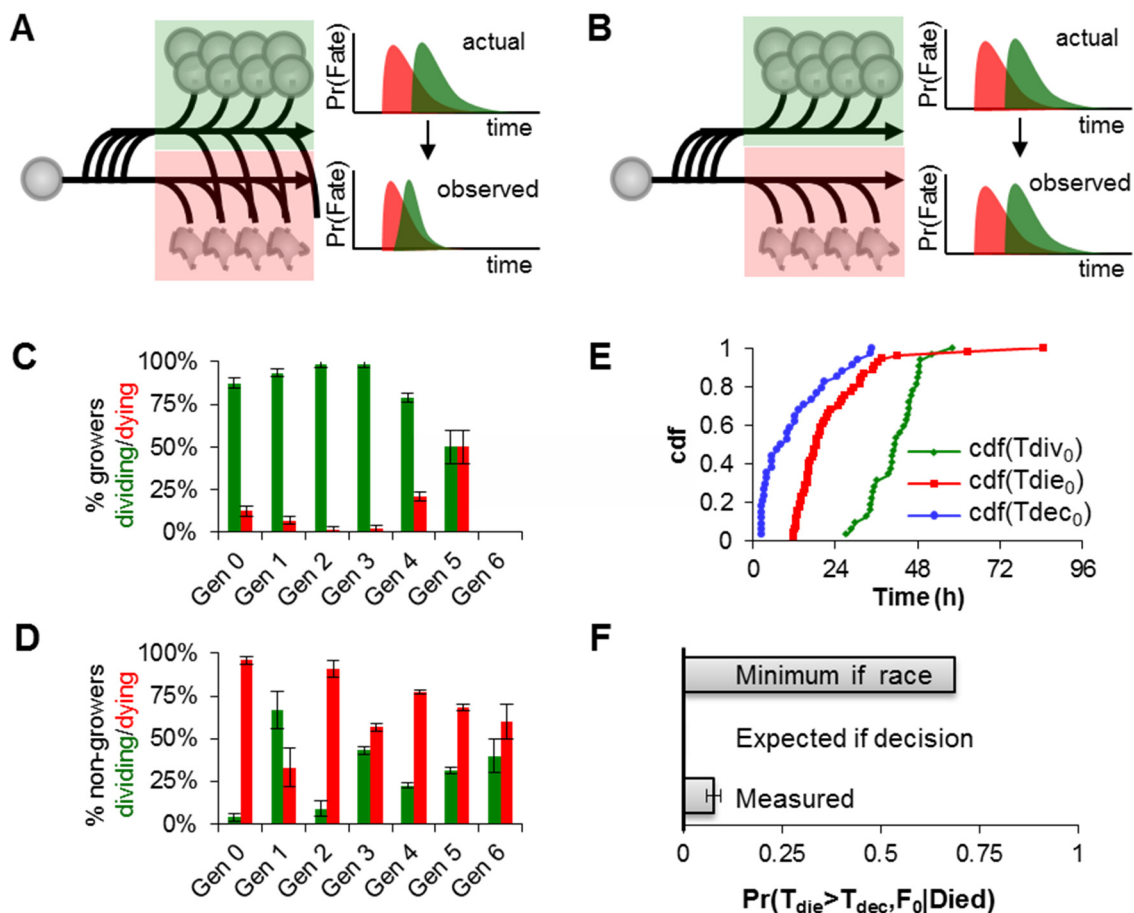 A
Pr(Fate)
actual
time
Pr(Fate)
observed
time
B
Pr(Fate)
actual
time
Pr(Fate)
observed
time
C
% growers
dividing/dying
100%
75%
50%
25%
0%
Gen 0
Gen 1
Gen 2
Gen 3
Gen 4
Gen 5
Gen 6
D
% non-growers
dividing/dying
100%
75%
50%
25%
0%
Gen 0
Gen 1
Gen 2
Gen 3
Gen 4
Gen 5
Gen 6
E
cdf
1
0.8
0.6
0.4
0.2
0
cdf(Tdiv₀)
cdf(Tdie₀)
cdf(Tdec₀)
0 24 48 72 96
Time (h)
F
Minimum if race
Expected if decision
Measured
0 0.25 0.5 0.75 1
Pr(T_die>T_dec,F₀|Died)